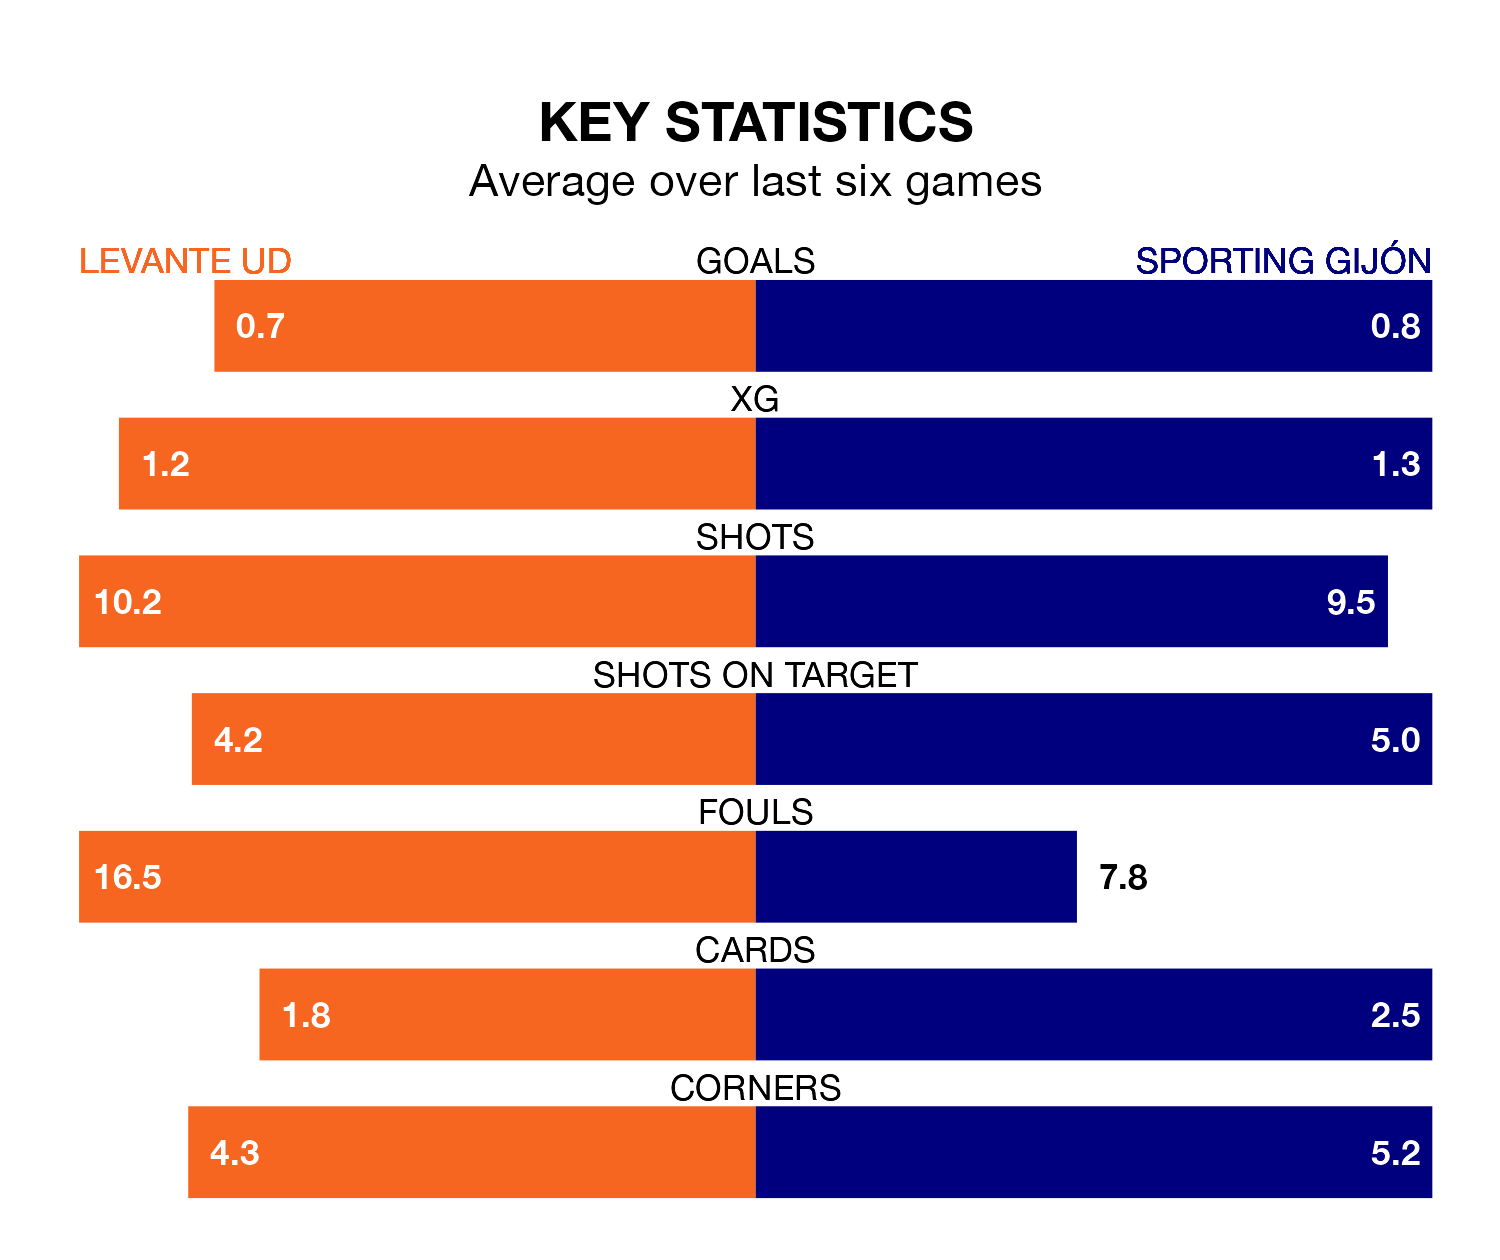 KEY STATISTICS
Average over last six games
LEVANTE UD GOALS SPORTING GIJÓN
0.7 0.8
XG
1.2 1.3
SHOTS
10.2 9.5
SHOTS ON TARGET
4.2 5.0
FOULS
16.5 7.8
CARDS
1.8 2.5
CORNERS
4.3 5.2